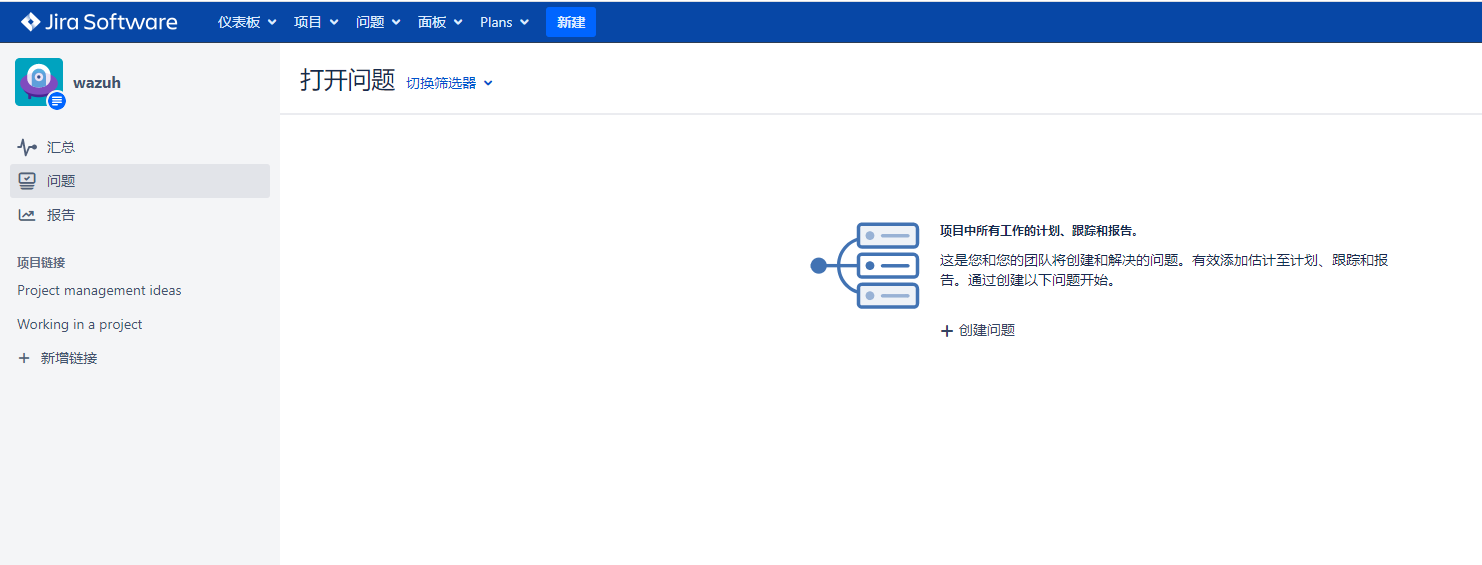 Jira Software 仪表板 项目 问题 面板 Plans 新建
wazuh
打开问题 切换筛选器
汇总
问题
报告
项目链接
Project management ideas
Working in a project
+ 新增链接
项目中所有工作的计划、跟踪和报告。
这是您和您的团队将创建和解决的问题。有效添加估计至计划、跟踪和报
告。通过创建以下问题开始。
+ 创建问题